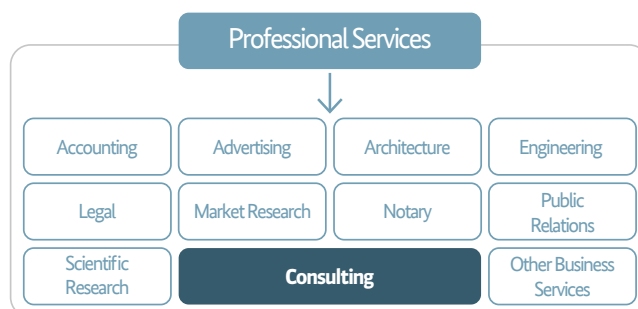 Professional Services
Accounting
Advertising
Architecture
Engineering
Legal
Market Research
Notary
Public
Relations
Scientific
Research
Consulting
Other Business
Services